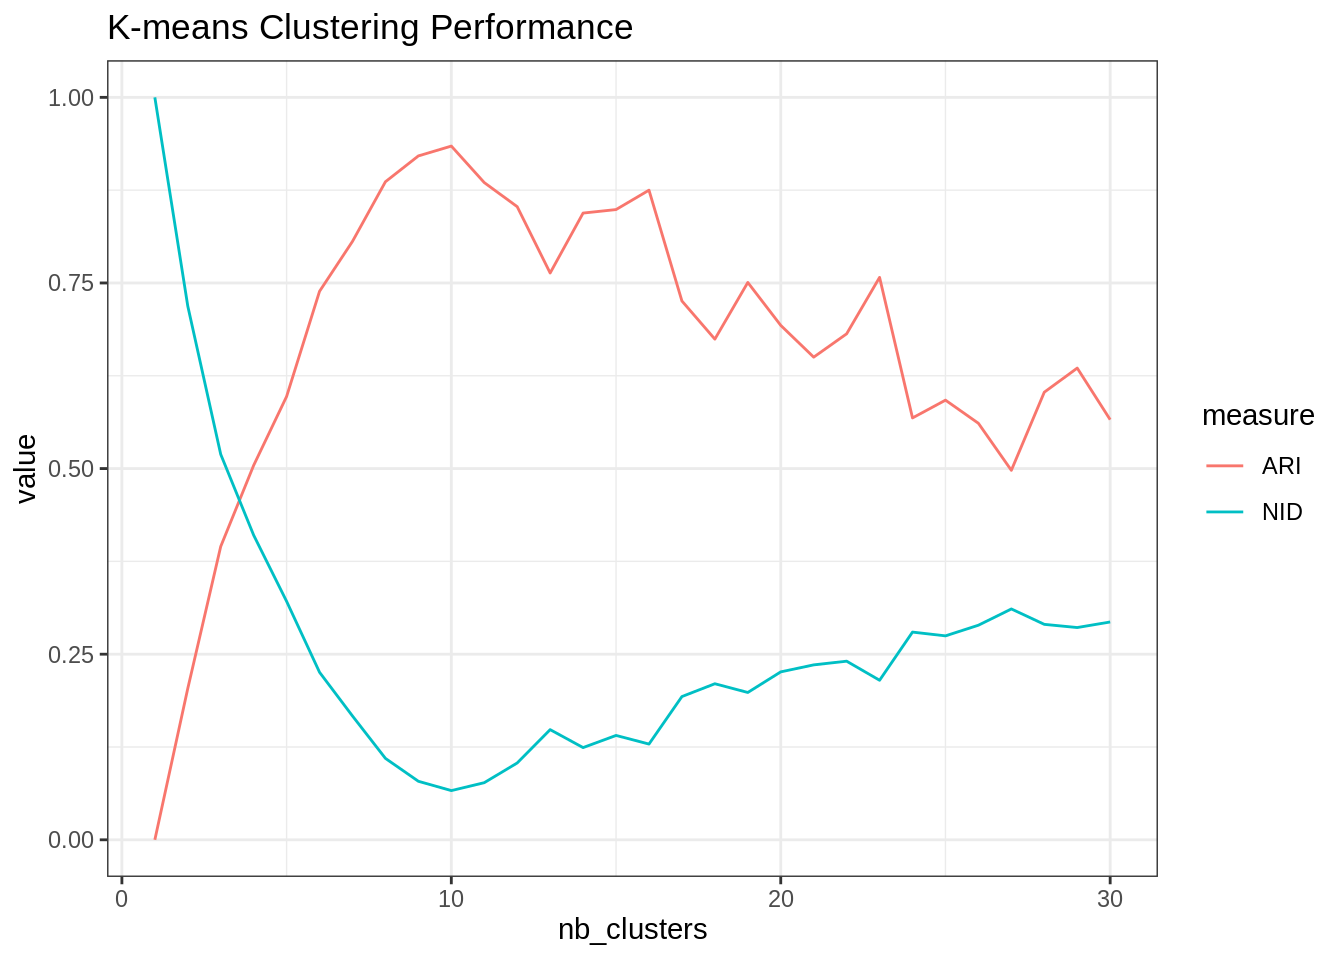 K-means Clustering Performance
1.00
0.75
0.50
0.25
0.00
value
0 10 20 30
nb_clusters
measure
ARI
NID